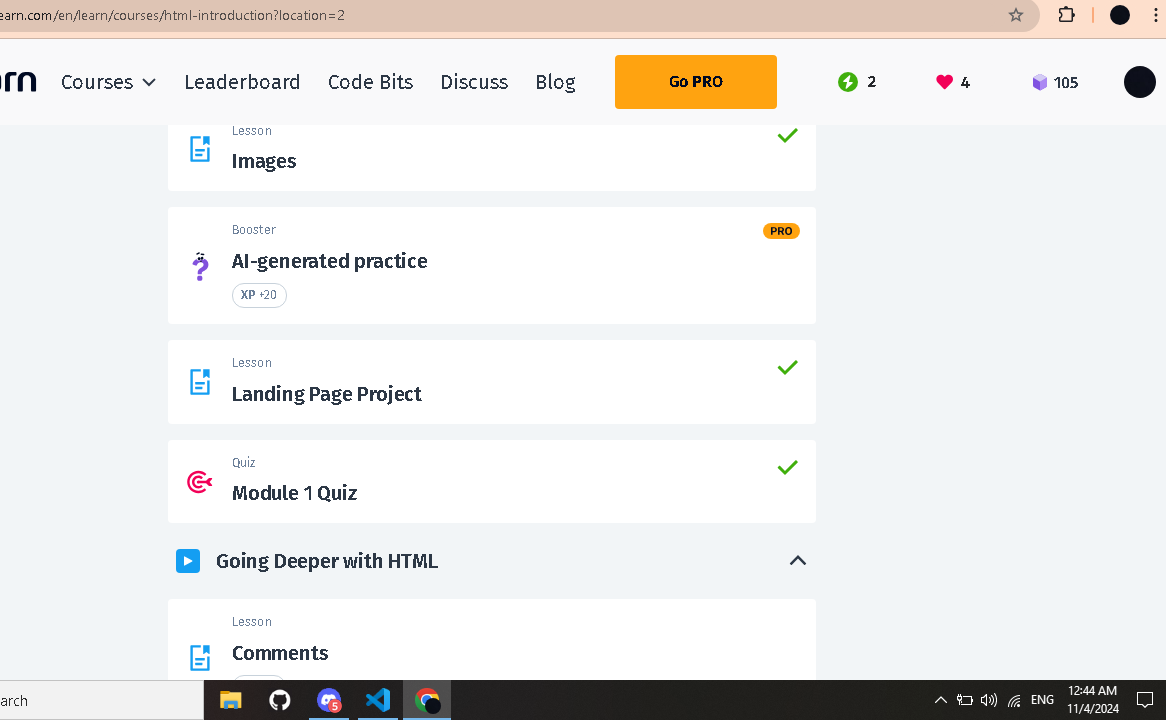 earn.com/en/learn/courses/html-introduction?location=2
rn Courses Leaderboard Code Bits Discuss Blog Go PRO 2 4 105
Lesson
Images
Booster PRO
AI-generated practice
XP +20
Lesson
Landing Page Project
Quiz
Module 1 Quiz
Going Deeper with HTML
Lesson
Comments
arch 5 ENG 12:44 AM
11/4/2024